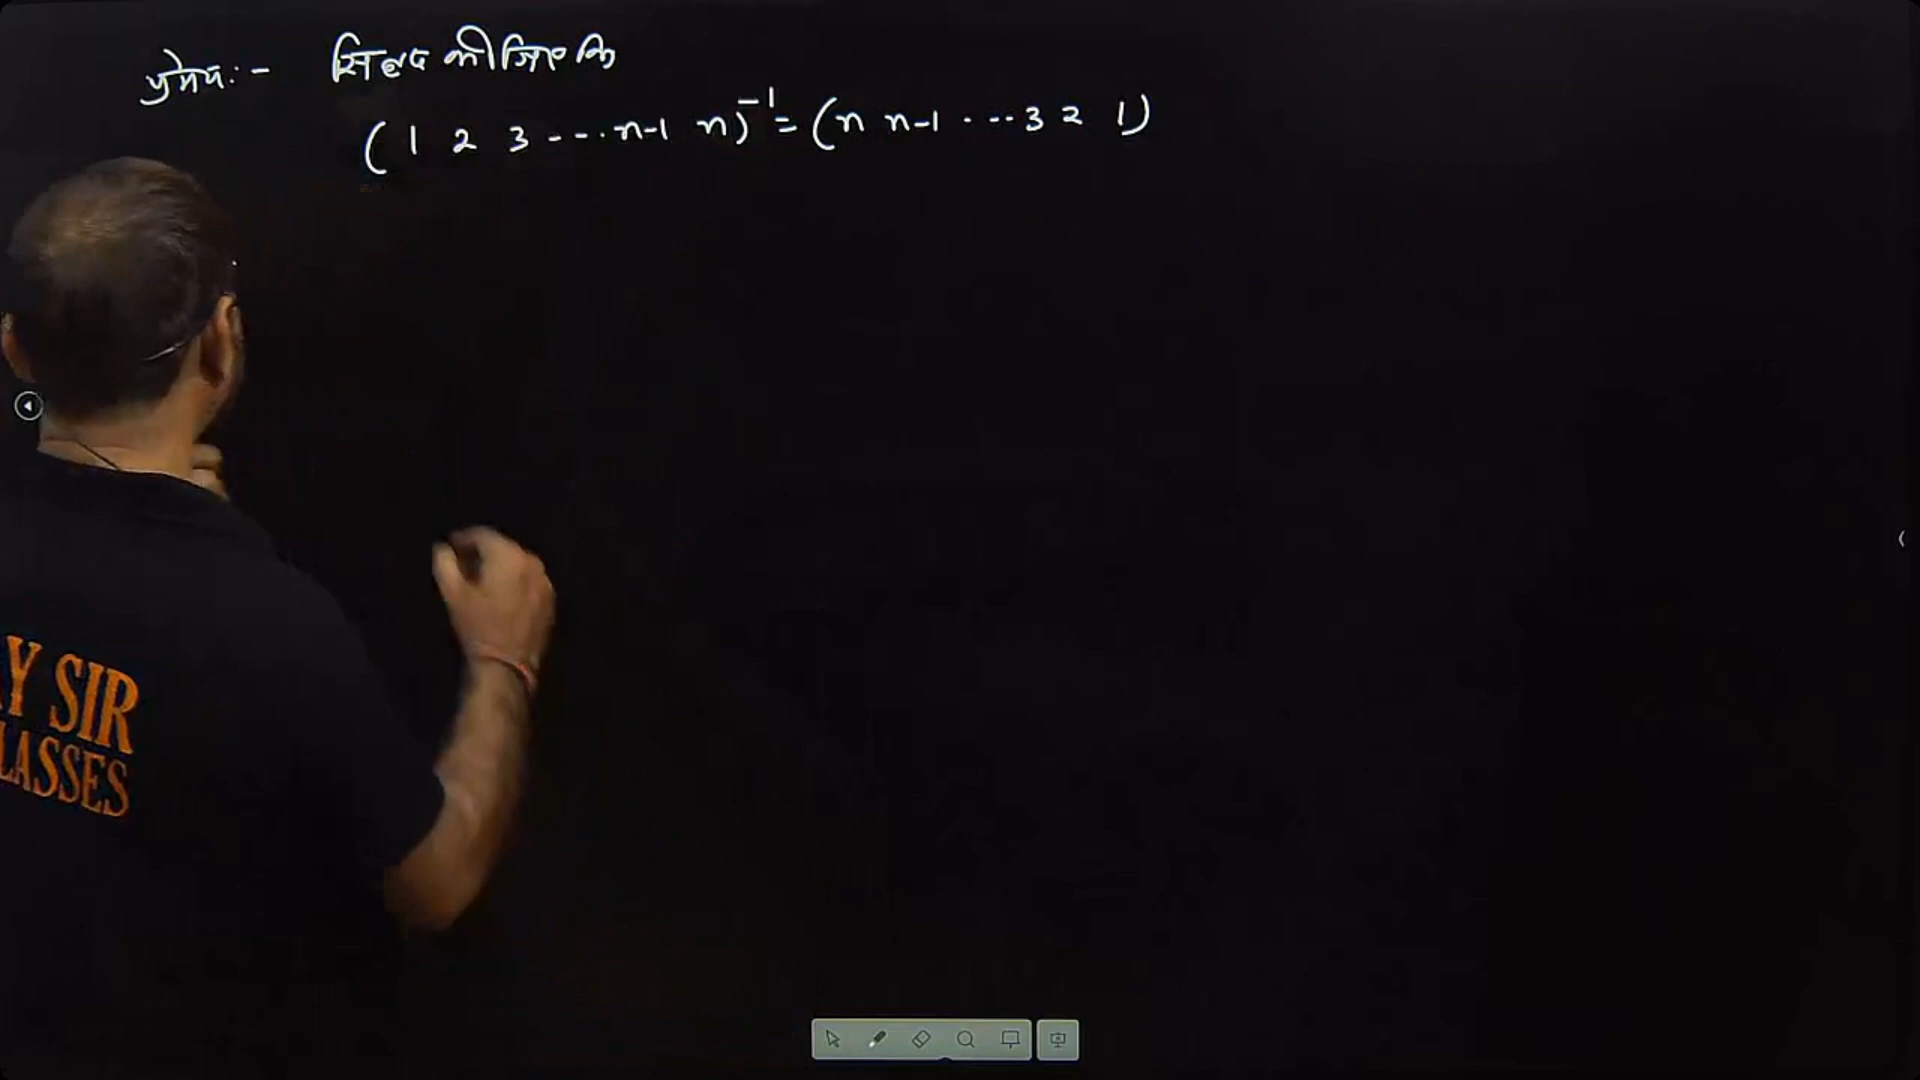 प्रमेय:- सिद्ध कीजिए कि
( 1 2 3 ---- n-1 n)⁻¹ = (n n-1 ---- 3 2 1)
Y SIR
LASSES